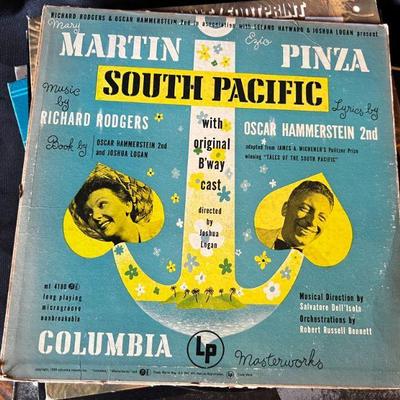 FOOTPRINT
RICHARD RODGERS & OSCAR HAMMERSTEIN 2nd in association with LELAND HAYWARD & JOSHUA LOGAN present
Mary
MARTIN
Ezio
PINZA
SOUTH PACIFIC
Music by
RICHARD RODGERS
Lyrics by
OSCAR HAMMERSTEIN 2nd
Book by
OSCAR HAMMERSTEIN 2nd
and JOSHUA LOGAN
adapted from JAMES A. MICHENER'S Pulitzer Prize
winning "TALES OF THE SOUTH PACIFIC"
with
original
B'way
cast
directed
by
Joshua
Logan
ml 4180
long playing
microgroove
nonbreakable
Musical Direction by
Salvatore Dell'Isola
Orchestrations by
Robert Russell Bennett
COLUMBIA
LP
Masterworks